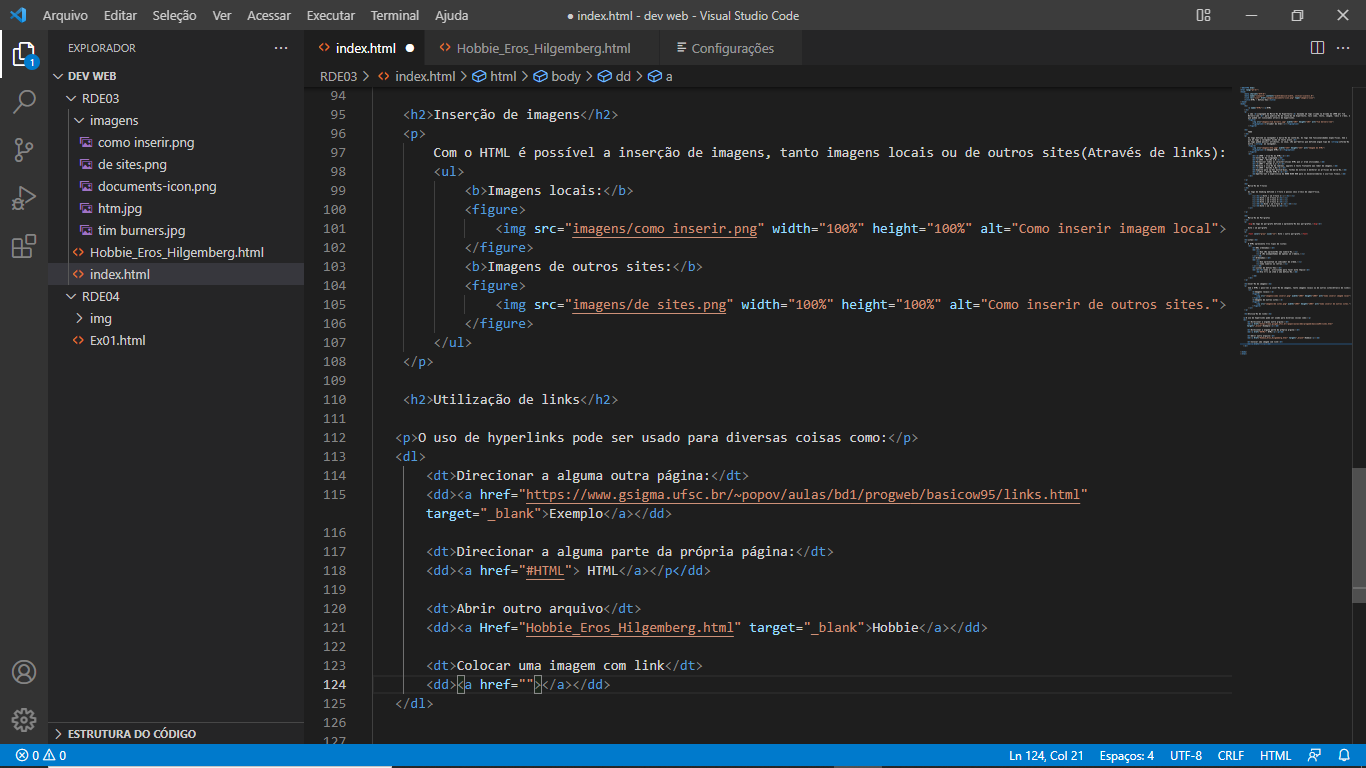 Arquivo Editar Seleção Ver Acessar Executar Terminal Ajuda
● index.html - dev web - Visual Studio Code
EXPLORADOR ...
index.html ●
Hobbie_Eros_Hilgemberg.html
Configurações
1
DEV WEB
RDE03
imagens
como inserir.png
de sites.png
documents-icon.png
htm.jpg
tim burners.jpg
Hobbie_Eros_Hilgemberg.html
index.html
RDE04
img
Ex01.html
ESTRUTURA DO CÓDIGO
RDE03 > index.html > html > body > dd > a
94
95 <h2>Inserção de imagens</h2>
96 <p>
97 Com o HTML é possível a inserção de imagens, tanto imagens locais ou de outros sites(Através de links):
98 <ul>
99 <b>Imagens locais:</b>
100 <figure>
101 <img src="imagens/como inserir.png" width="100%" height="100%" alt="Como inserir imagem local">
102 </figure>
103 <b>Imagens de outros sites:</b>
104 <figure>
105 <img src="imagens/de sites.png" width="100%" height="100%" alt="Como inserir de outros sites.">
106 </figure>
107 </ul>
108 </p>
109
110 <h2>Utilização de links</h2>
111
112 <p>O uso de hyperlinks pode ser usado para diversas coisas como:</p>
113 <dl>
114 <dt>Direcionar a alguma outra página:</dt>
115 <dd><a href="https://www.gsigma.ufsc.br/~popov/aulas/bd1/progweb/basicow95/links.html"
target="_blank">Exemplo</a></dd>
116
117 <dt>Direcionar a alguma parte da própria página:</dt>
118 <dd><a href="#HTML"> HTML</a></p</dd>
119
120 <dt>Abrir outro arquivo</dt>
121 <dd><a Href="Hobbie_Eros_Hilgemberg.html" target="_blank">Hobbie</a></dd>
122
123 <dt>Colocar uma imagem com link</dt>
124 <dd><a href=""></a></dd>
125 </dl>
126
127
0 0
Ln 124, Col 21 Espaços: 4 UTF-8 CRLF HTML